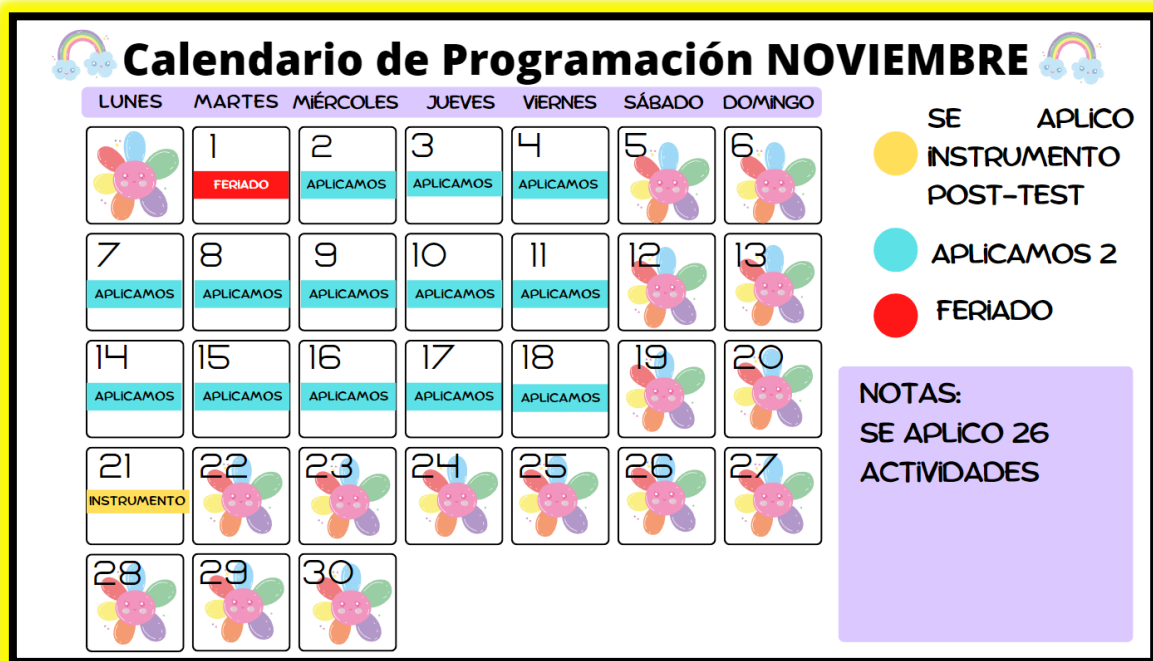 Calendario de Programación NOVIEMBRE
LUNES MARTES MIÉRCOLES JUEVES VIERNES SÁBADO DOMINGO
1 2 3 4 5 6
FERIADO APLICAMOS APLICAMOS APLICAMOS
7 8 9 10 11 12 13
APLICAMOS APLICAMOS APLICAMOS APLICAMOS APLICAMOS
14 15 16 17 18 19 20
APLICAMOS APLICAMOS APLICAMOS APLICAMOS APLICAMOS
21 22 23 24 25 26 27
INSTRUMENTO
28 29 30
SE APLICO
INSTRUMENTO
POST-TEST
APLICAMOS 2
FERIADO
NOTAS:
SE APLICO 26
ACTIVIDADES